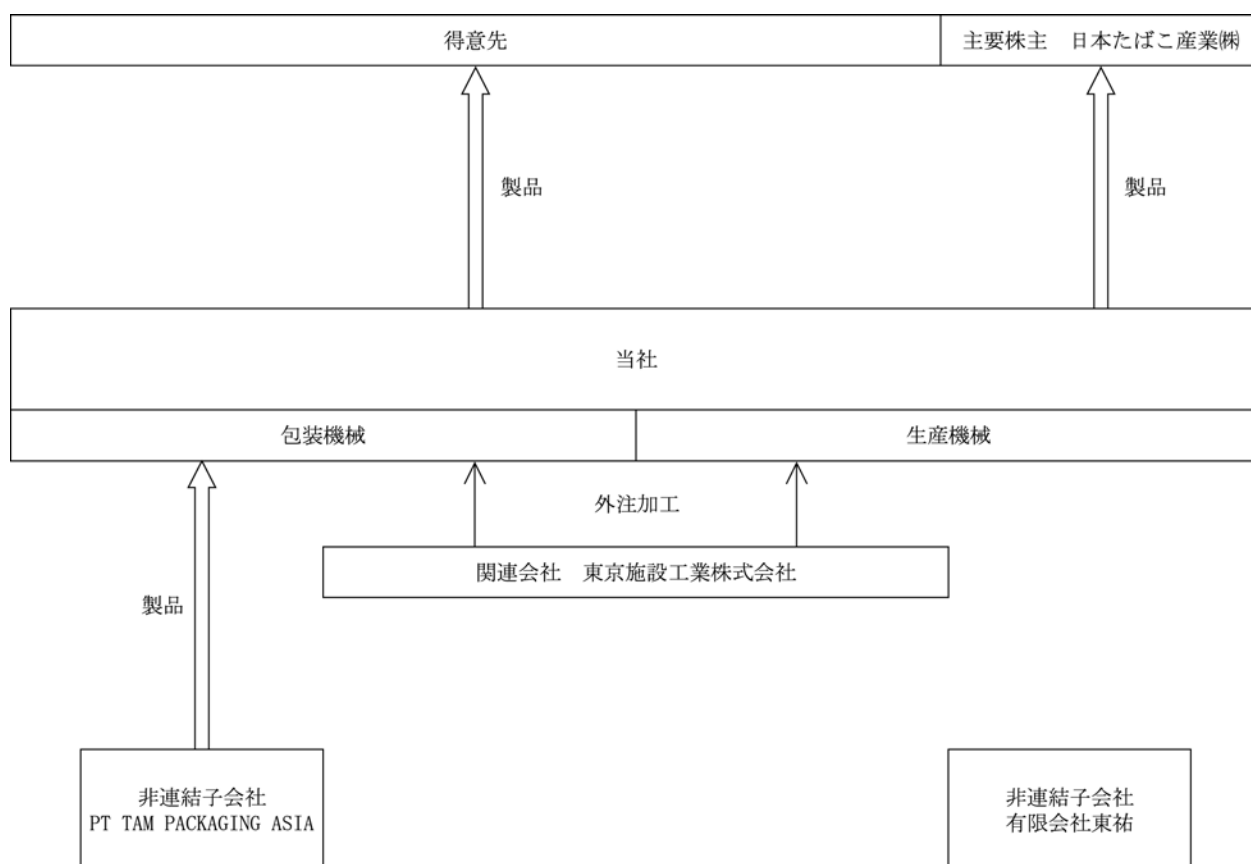 得意先
主要株主　日本たばこ産業㈱
製品
製品
当社
包装機械
生産機械
外注加工
関連会社　東京施設工業株式会社
製品
非連結子会社
PT TAM PACKAGING ASIA
非連結子会社
有限会社東祐